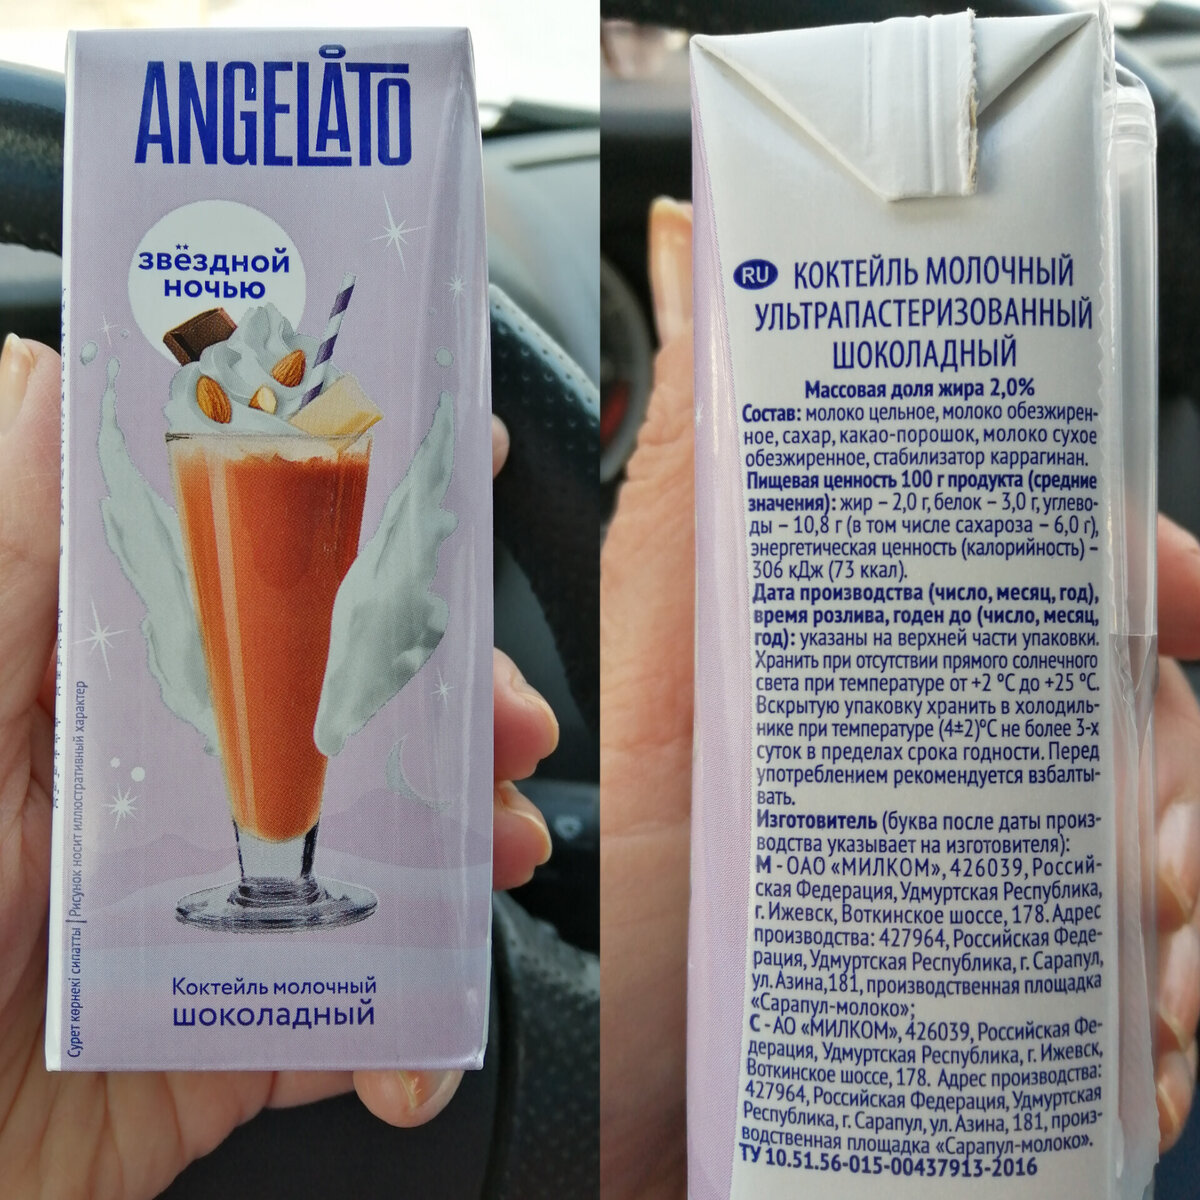 ANGELATO
звёздной
ночью
Коктейль молочный
шоколадный
Сурет көрнекі сипатты | Рисунок носит иллюстративный характер
RU КОКТЕЙЛЬ МОЛОЧНЫЙ
УЛЬТРАПАСТЕРИЗОВАННЫЙ
ШОКОЛАДНЫЙ
Массовая доля жира 2,0%
Состав: молоко цельное, молоко обезжирен-
ное, сахар, какао-порошок, молоко сухое
обезжиренное, стабилизатор каррагинан.
Пищевая ценность 100 г продукта (средние
значения): жир – 2,0 г, белок – 3,0 г, углево-
ды – 10,8 г (в том числе сахароза – 6,0 г),
энергетическая ценность (калорийность) –
306 кДж (73 ккал).
Дата производства (число, месяц, год),
время розлива, годен до (число, месяц,
год): указаны на верхней части упаковки.
Хранить при отсутствии прямого солнечного
света при температуре от +2 °С до +25 °С.
Вскрытую упаковку хранить в холодиль-
нике при температуре (4±2)°С не более 3-х
суток в пределах срока годности. Перед
употреблением рекомендуется взбалты-
вать.
Изготовитель (буква после даты произ-
водства указывает на изготовителя):
М - ОАО «МИЛКОМ», 426039, Россий-
ская Федерация, Удмуртская Республика,
г. Ижевск, Воткинское шоссе, 178. Адрес
производства: 427964, Российская Феде-
рация, Удмуртская Республика, г. Сарапул,
ул. Азина,181, производственная площадка
«Сарапул-молоко»;
С - АО «МИЛКОМ», 426039, Российская Фе-
дерация, Удмуртская Республика, г. Ижевск,
Воткинское шоссе, 178. Адрес производства:
427964, Российская Федерация, Удмуртская
Республика, г. Сарапул, ул. Азина, 181, произ-
водственная площадка «Сарапул-молоко».
ТУ 10.51.56-015-00437913-2016